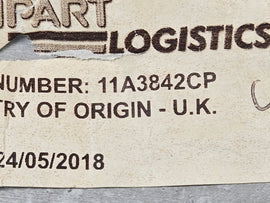 IPART
LOGISTICS
NUMBER: 11A3842CP
TRY OF ORIGIN - U.K.
24/05/2018